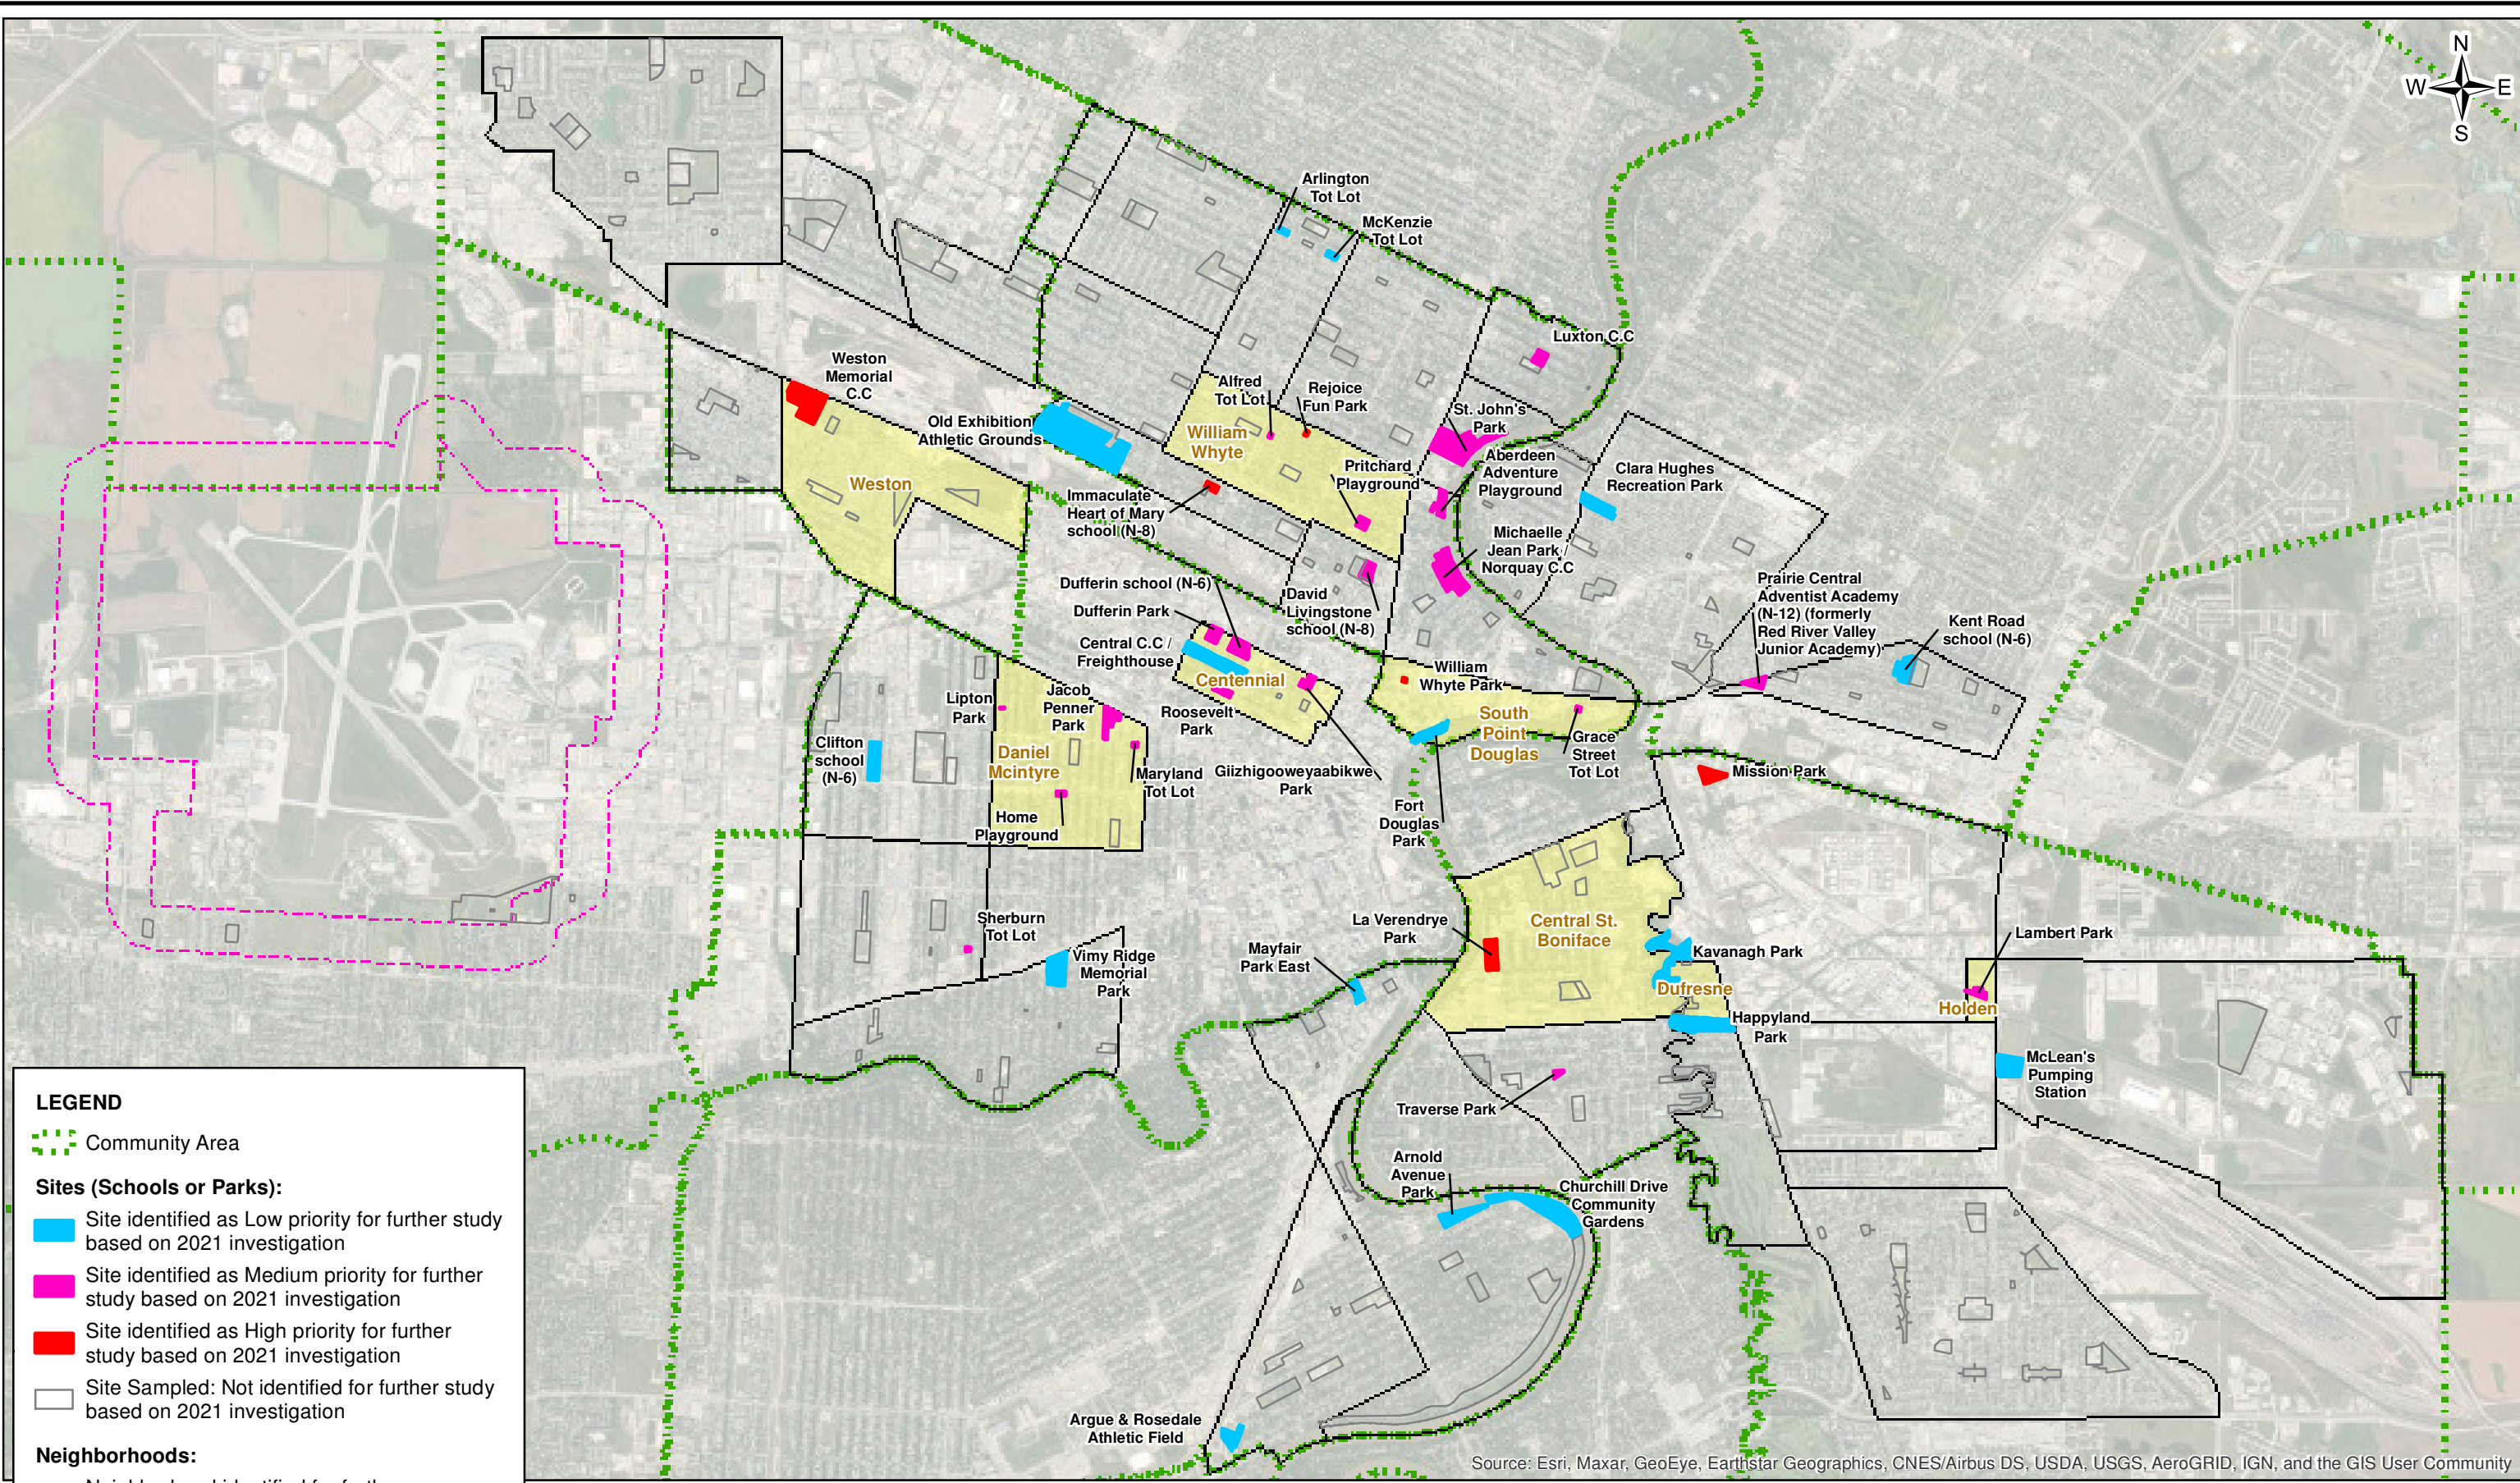 N
W E
S
Arlington
Tot Lot
McKenzie
Tot Lot
Luxton C.C
Weston
Memorial
C.C
Old Exhibition
Athletic Grounds
Alfred
Tot Lot
Rejoice
Fun Park
St. John's
Park
William
Whyte
Weston
Pritchard
Playground
Aberdeen
Adventure
Playground
Clara Hughes
Recreation Park
Immaculate
Heart of Mary
school (N-8)
Michaelle
Jean Park /
Norquay C.C
Dufferin school (N-6)
Dufferin Park
Central C.C /
Freighthouse
David
Livingstone
school (N-8)
Prairie Central
Adventist Academy
(N-12) (formerly
Red River Valley
Junior Academy)
Kent Road
school (N-6)
Centennial
William
Whyte Park
Lipton
Park
Jacob
Penner
Park
Roosevelt
Park
South
Point
Douglas
Grace
Street
Tot Lot
Clifton
school
(N-6)
Daniel
Mcintyre
Maryland
Tot Lot
Giizhigooweyaabikwe
Park
Mission Park
Home
Playground
Fort
Douglas
Park
Sherburn
Tot Lot
La Verendrye
Park
Central St.
Boniface
Lambert Park
Vimy Ridge
Memorial
Park
Mayfair
Park East
Kavanagh Park
Dufresne
Holden
Happyland
Park
McLean's
Pumping
Station
Traverse Park
Arnold
Avenue
Park
Churchill Drive
Community
Gardens
Argue & Rosedale
Athletic Field
LEGEND
Community Area
Sites (Schools or Parks):
Site identified as Low priority for further study
based on 2021 investigation
Site identified as Medium priority for further
study based on 2021 investigation
Site identified as High priority for further
study based on 2021 investigation
Site Sampled: Not identified for further study
based on 2021 investigation
Neighborhoods:
Source: Esri, Maxar, GeoEye, Earthstar Geographics, CNES/Airbus DS, USDA, USGS, AeroGRID, IGN, and the GIS User Community